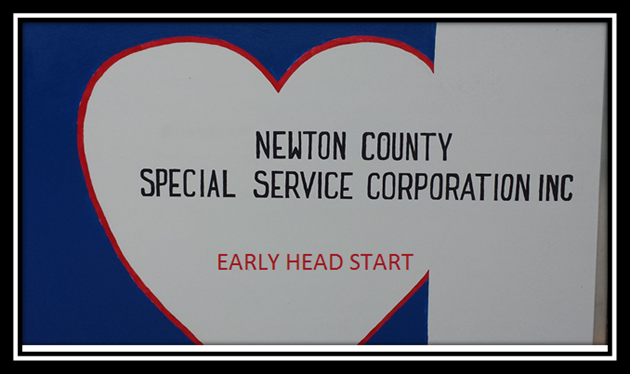 NEWTON COUNTY
SPECIAL SERVICE CORPORATION INC
EARLY HEAD START